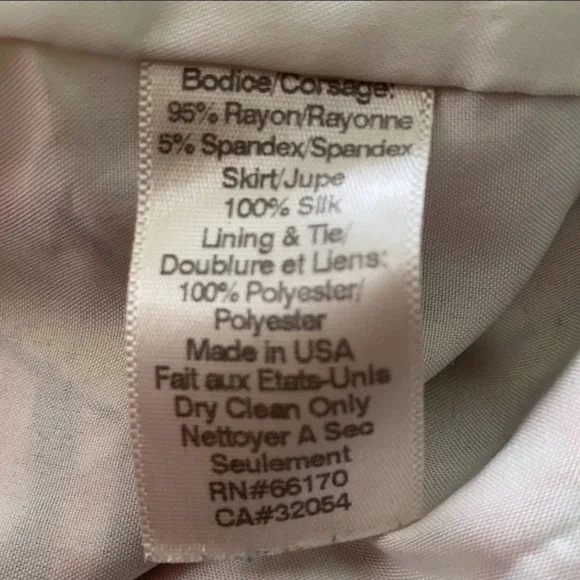 Bodice/Corsage:
95% Rayon/Rayonne
5% Spandex/Spandex
Skirt/Jupe
100% Silk
Lining & Tie/
Doublure et Liens:
100% Polyester/
Polyester
Made in USA
Fait aux Etats-Unis
Dry Clean Only
Nettoyer A Sec
Seulement
RN#66170
CA#32054